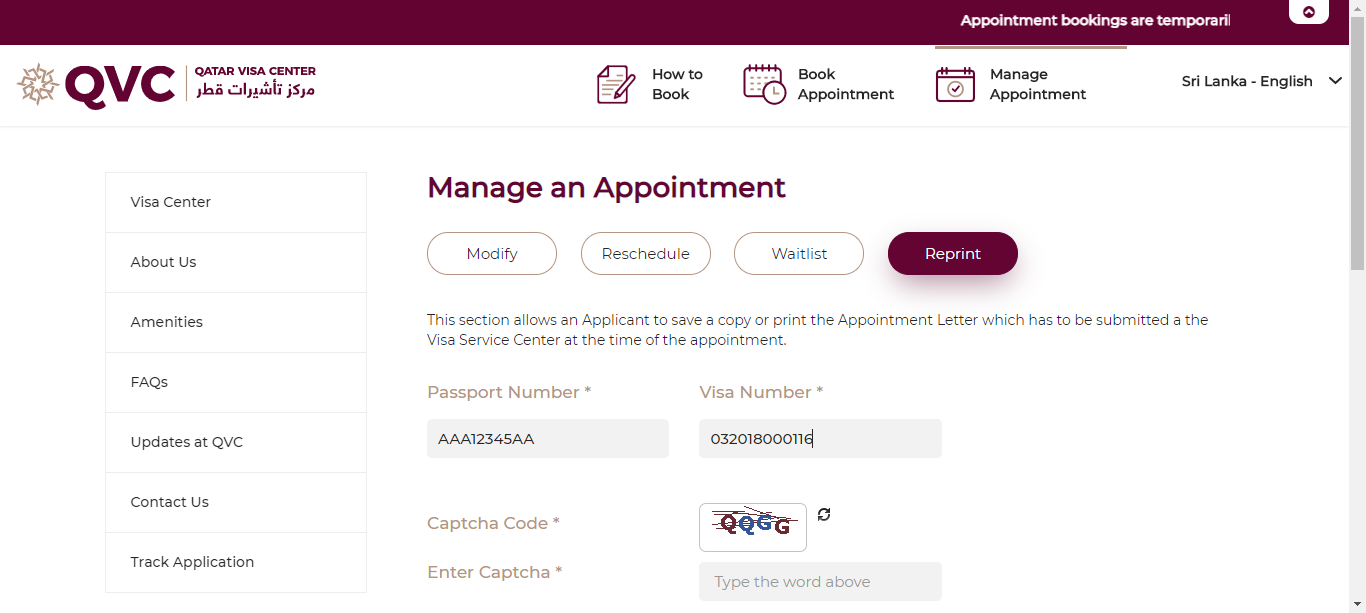 Appointment bookings are temporaril
QVC
QATAR VISA CENTER
مركز تأشيرات قطر
How to
Book
Book
Appointment
Manage
Appointment
Sri Lanka - English
Visa Center
About Us
Amenities
FAQs
Updates at QVC
Contact Us
Track Application
Manage an Appointment
Modify
Reschedule
Waitlist
Reprint
This section allows an Applicant to save a copy or print the Appointment Letter which has to be submitted a the
Visa Service Center at the time of the appointment.
Passport Number *
Visa Number *
AAA12345AA
032018000116
Captcha Code *
QQGG
Enter Captcha *
Type the word above